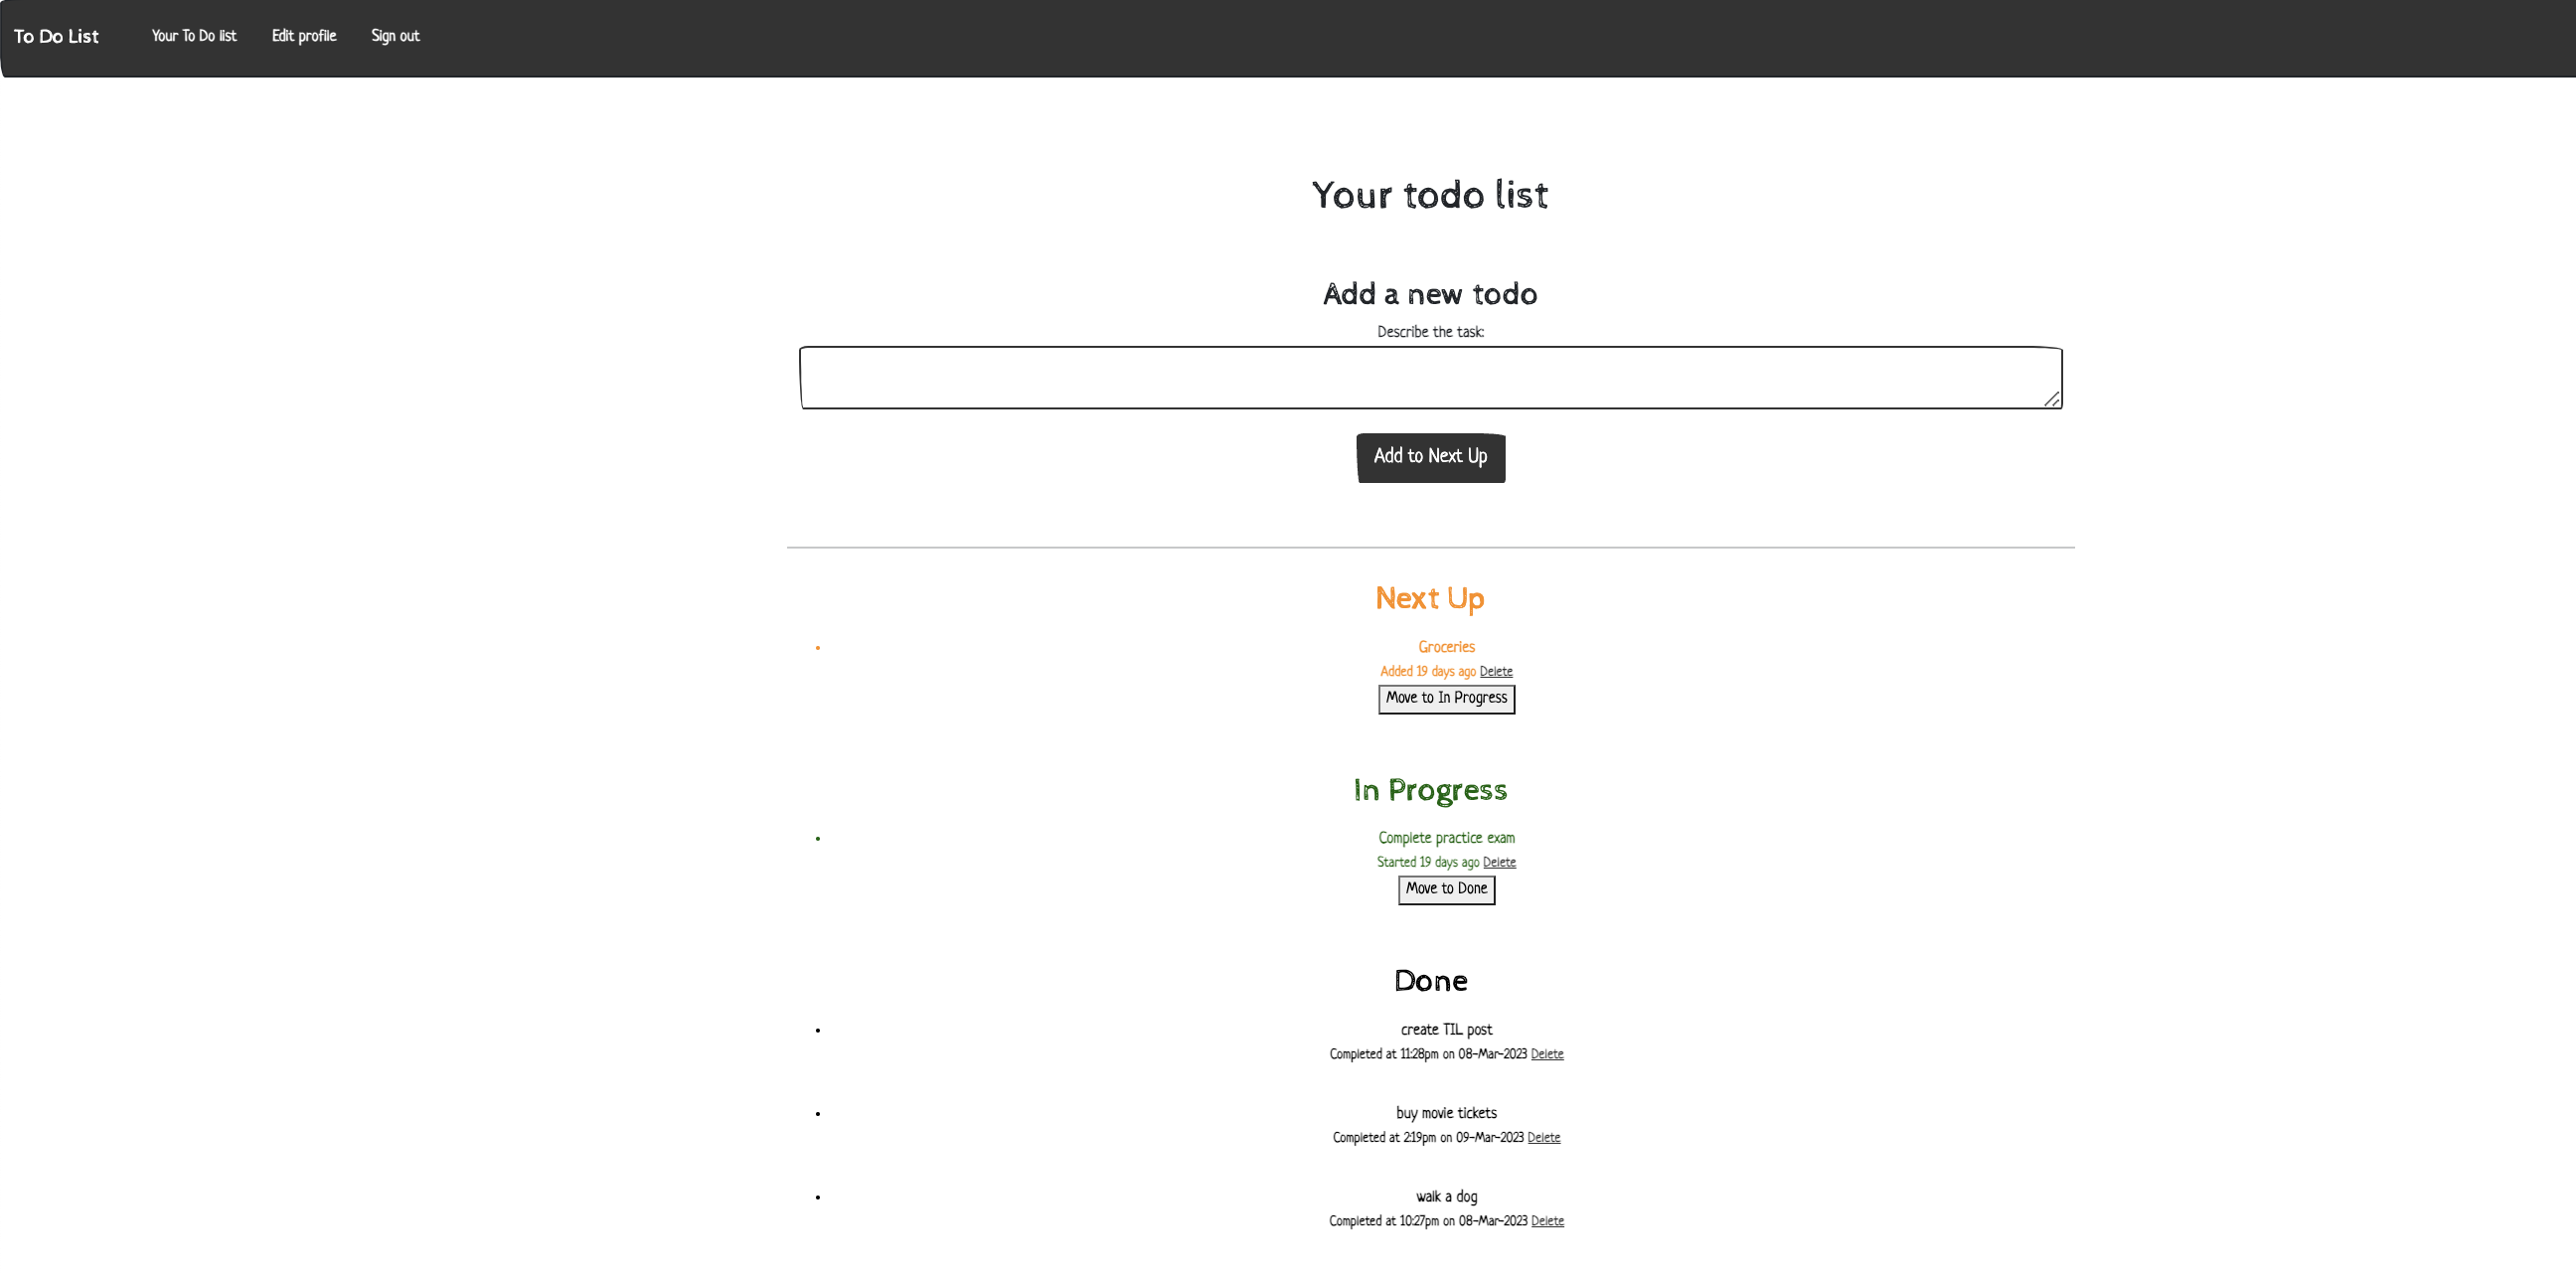 To Do List Your To Do list Edit profile Sign out
Your todo list
Add a new todo
Describe the task:
Add to Next Up
Next Up
Groceries
Added 19 days ago Delete
Move to In Progress
In Progress
Complete practice exam
Started 19 days ago Delete
Move to Done
Done
create TIL post
Completed at 11:28pm on 08-Mar-2023 Delete
buy movie tickets
Completed at 2:19pm on 09-Mar-2023 Delete
walk a dog
Completed at 10:27pm on 08-Mar-2023 Delete